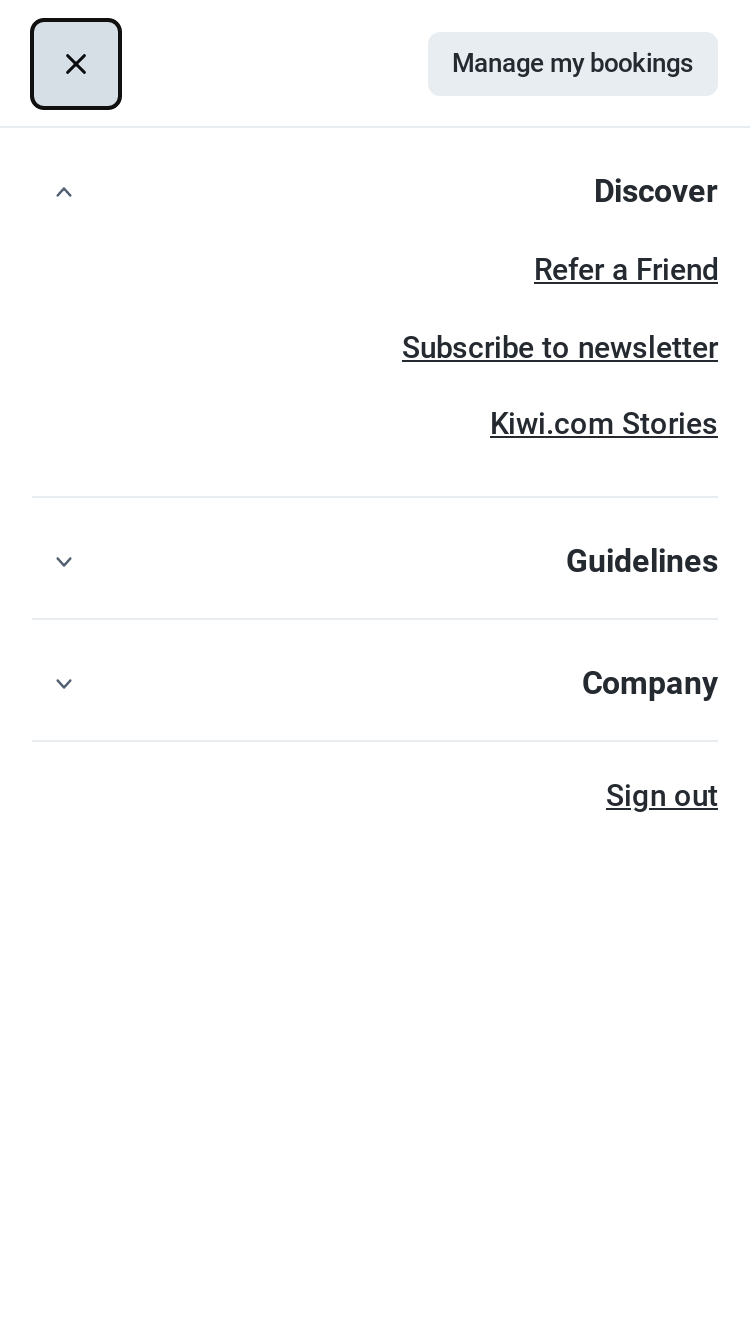 Manage my bookings
Discover
Refer a Friend
Subscribe to newsletter
Kiwi.com Stories
Guidelines
Company
Sign out